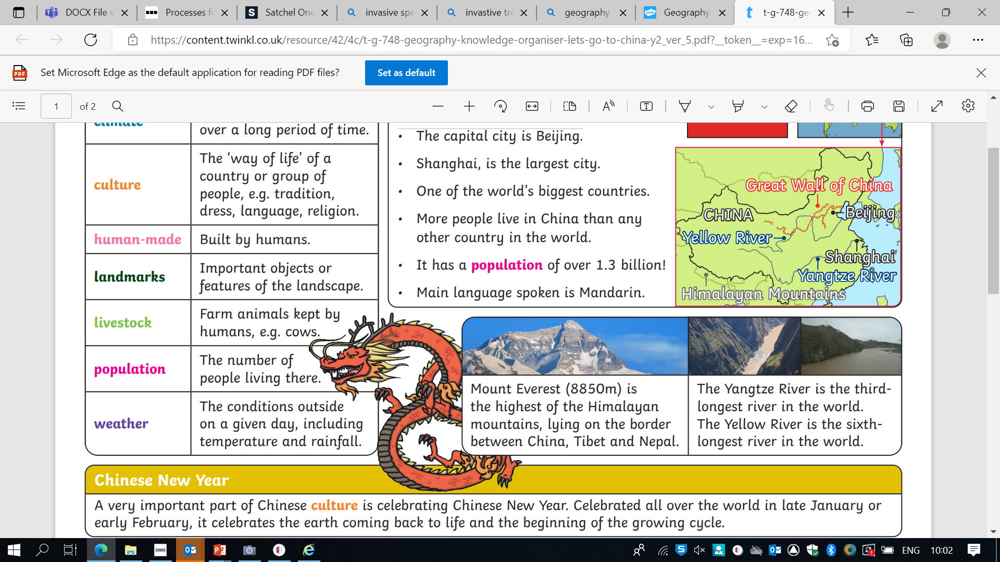 DOCX File v
Processes fo
Satchel One
invasive spe
invastive tre
geography
Geography
t-g-748-geo
https://content.twinkl.co.uk/resource/42/4c/t-g-748-geography-knowledge-organiser-lets-go-to-china-y2_ver_5.pdf?__token__=exp=16...
Set Microsoft Edge as the default application for reading PDF files?
Set as default
1
of 2
climate
over a long period of time.
culture
The ‘way of life’ of a
country or group of
people, e.g. tradition,
dress, language, religion.
human-made
Built by humans.
landmarks
Important objects or
features of the landscape.
livestock
Farm animals kept by
humans, e.g. cows.
population
The number of
people living there.
weather
The conditions outside
on a given day, including
temperature and rainfall.
• The capital city is Beijing.
• Shanghai, is the largest city.
• One of the world’s biggest countries.
• More people live in China than any
other country in the world.
• It has a population of over 1.3 billion!
• Main language spoken is Mandarin.
Great Wall of China
CHINA
Beijing
Yellow River
Shanghai
Yangtze River
Himalayan Mountains
Mount Everest (8850m) is
the highest of the Himalayan
mountains, lying on the border
between China, Tibet and Nepal.
The Yangtze River is the third-
longest river in the world.
The Yellow River is the sixth-
longest river in the world.
Chinese New Year
A very important part of Chinese culture is celebrating Chinese New Year. Celebrated all over the world in late January or
early February, it celebrates the earth coming back to life and the beginning of the growing cycle.
SIMS
ENG
10:02